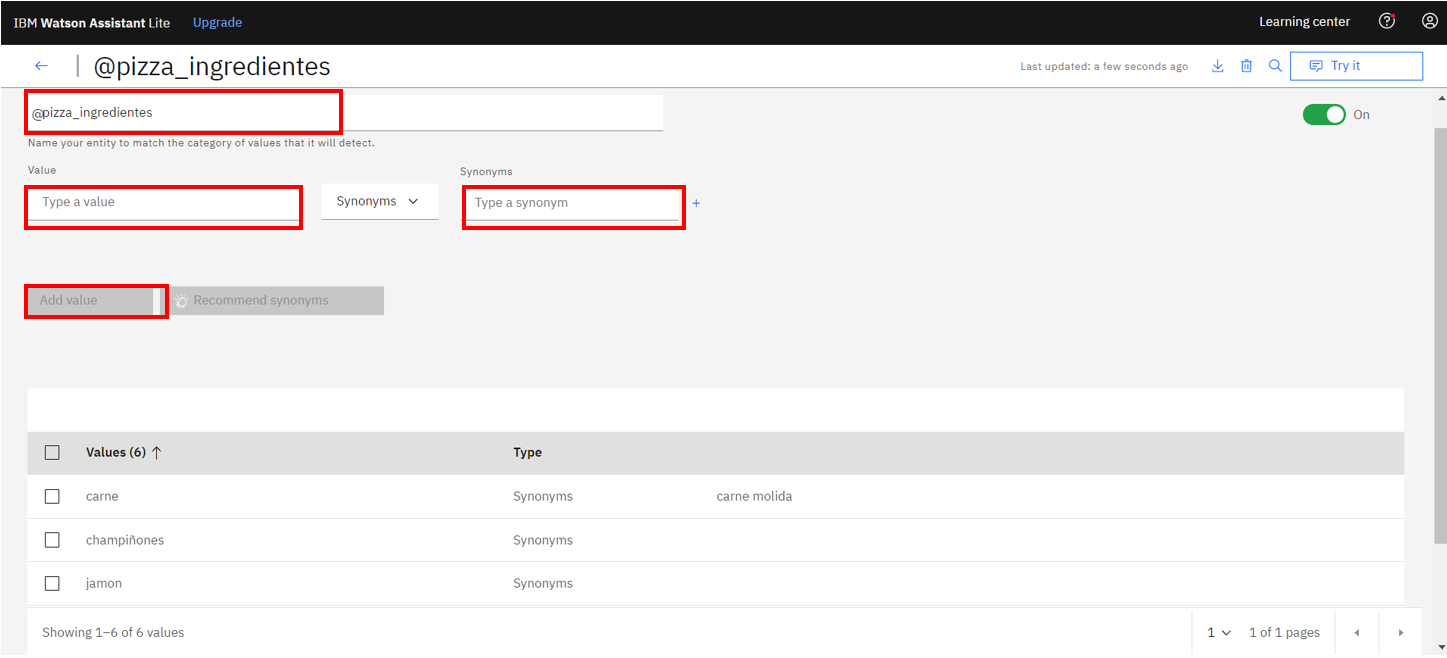 IBM Watson Assistant Lite Upgrade Learning center
@pizza_ingredientes Last updated: a few seconds ago Try it
@pizza_ingredientes On
Name your entity to match the category of values that it will detect.
Value Synonyms
Type a value Synonyms Type a synonym +
Add value Recommend synonyms
Values (6) Type
carne Synonyms carne molida
champiñones Synonyms
jamon Synonyms
Showing 1–6 of 6 values 1 1 of 1 pages